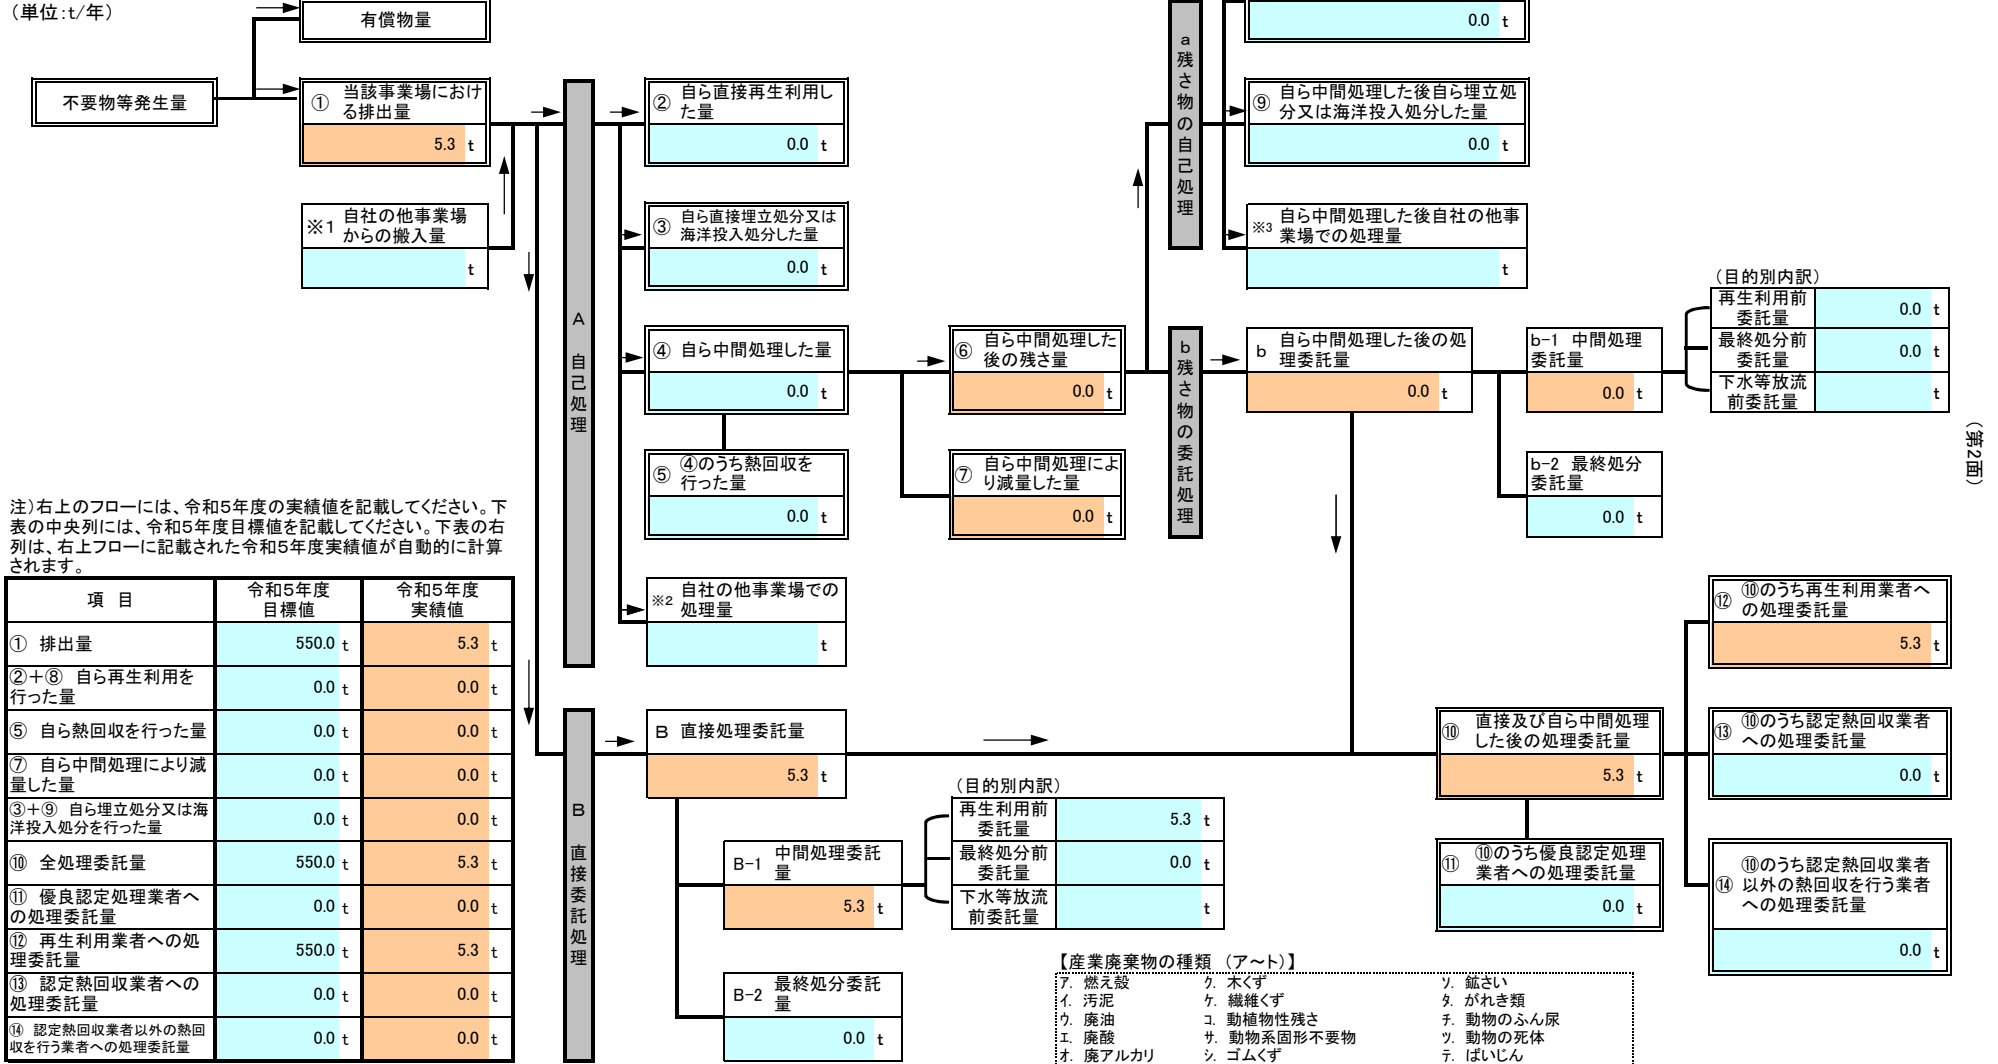 （単位:t/年）
有償物量
不要物等発生量
① 当該事業場におけ
る排出量
5.3 t
※1 自社の他事業場
からの搬入量
t
A 自己処理
② 自ら直接再生利用し
た量
0.0 t
③ 自ら直接埋立処分又は
海洋投入処分した量
0.0 t
④ 自ら中間処理した量
0.0 t
⑤ ④のうち熱回収を
行った量
0.0 t
※2 自社の他事業場での
処理量
t
⑥ 自ら中間処理した
後の残さ量
0.0 t
⑦ 自ら中間処理によ
り減量した量
0.0 t
a 残さ物の自己処理
0.0 t
⑨ 自ら中間処理した後自ら埋立処
分又は海洋投入処分した量
0.0 t
※3 自ら中間処理した後自社の他事
業場での処理量
t
b 残さ物の委託処理
b 自ら中間処理した後の処
理委託量
0.0 t
b-1 中間処理
委託量
0.0 t
b-2 最終処分
委託量
0.0 t
（目的別内訳）
再生利用前
委託量 0.0 t
最終処分前
委託量 0.0 t
下水等放流
前委託量 t
（第2面）
注）右上のフローには、令和5年度の実績値を記載してください。下
表の中央列には、令和5年度目標値を記載してください。下表の右
列は、右上フローに記載された令和5年度実績値が自動的に計算
されます。
項 目 令和5年度 目標値 令和5年度 実績値
① 排出量 550.0 t 5.3 t
②＋⑧ 自ら再生利用を
行った量 0.0 t 0.0 t
⑤ 自ら熱回収を行った量 0.0 t 0.0 t
⑦ 自ら中間処理により減
量した量 0.0 t 0.0 t
③＋⑨ 自ら埋立処分又は海
洋投入処分を行った量 0.0 t 0.0 t
⑩ 全処理委託量 550.0 t 5.3 t
⑪ 優良認定処理業者へ
の処理委託量 0.0 t 0.0 t
⑫ 再生利用業者への処
理委託量 550.0 t 5.3 t
⑬ 認定熱回収業者への
処理委託量 0.0 t 0.0 t
⑭ 認定熱回収業者以外の熱回
収を行う業者への処理委託量 0.0 t 0.0 t
B 直接委託処理
B 直接処理委託量
5.3 t
B-1 中間処理委託
量
5.3 t
B-2 最終処分委託
量
0.0 t
（目的別内訳）
再生利用前
委託量 5.3 t
最終処分前
委託量 0.0 t
下水等放流
前委託量 t
⑩ 直接及び自ら中間処理
した後の処理委託量
5.3 t
⑪ ⑩のうち優良認定処理
業者への処理委託量
0.0 t
⑫ ⑩のうち再生利用業者へ
の処理委託量
5.3 t
⑬ ⑩のうち認定熱回収業者
への処理委託量
0.0 t
⑭ ⑩のうち認定熱回収業者
以外の熱回収を行う業者
への処理委託量
0.0 t
【産業廃棄物の種類 （ア～ト）】
ア. 燃え殻 ク. 木くず ソ. 鉱さい
イ. 汚泥 ケ. 繊維くず タ. がれき類
ウ. 廃油 コ. 動植物性残さ チ. 動物のふん尿
エ. 廃酸 サ. 動物系固形不要物 ツ. 動物の死体
オ. 廃アルカリ シ. ゴムくず テ. ばいじん